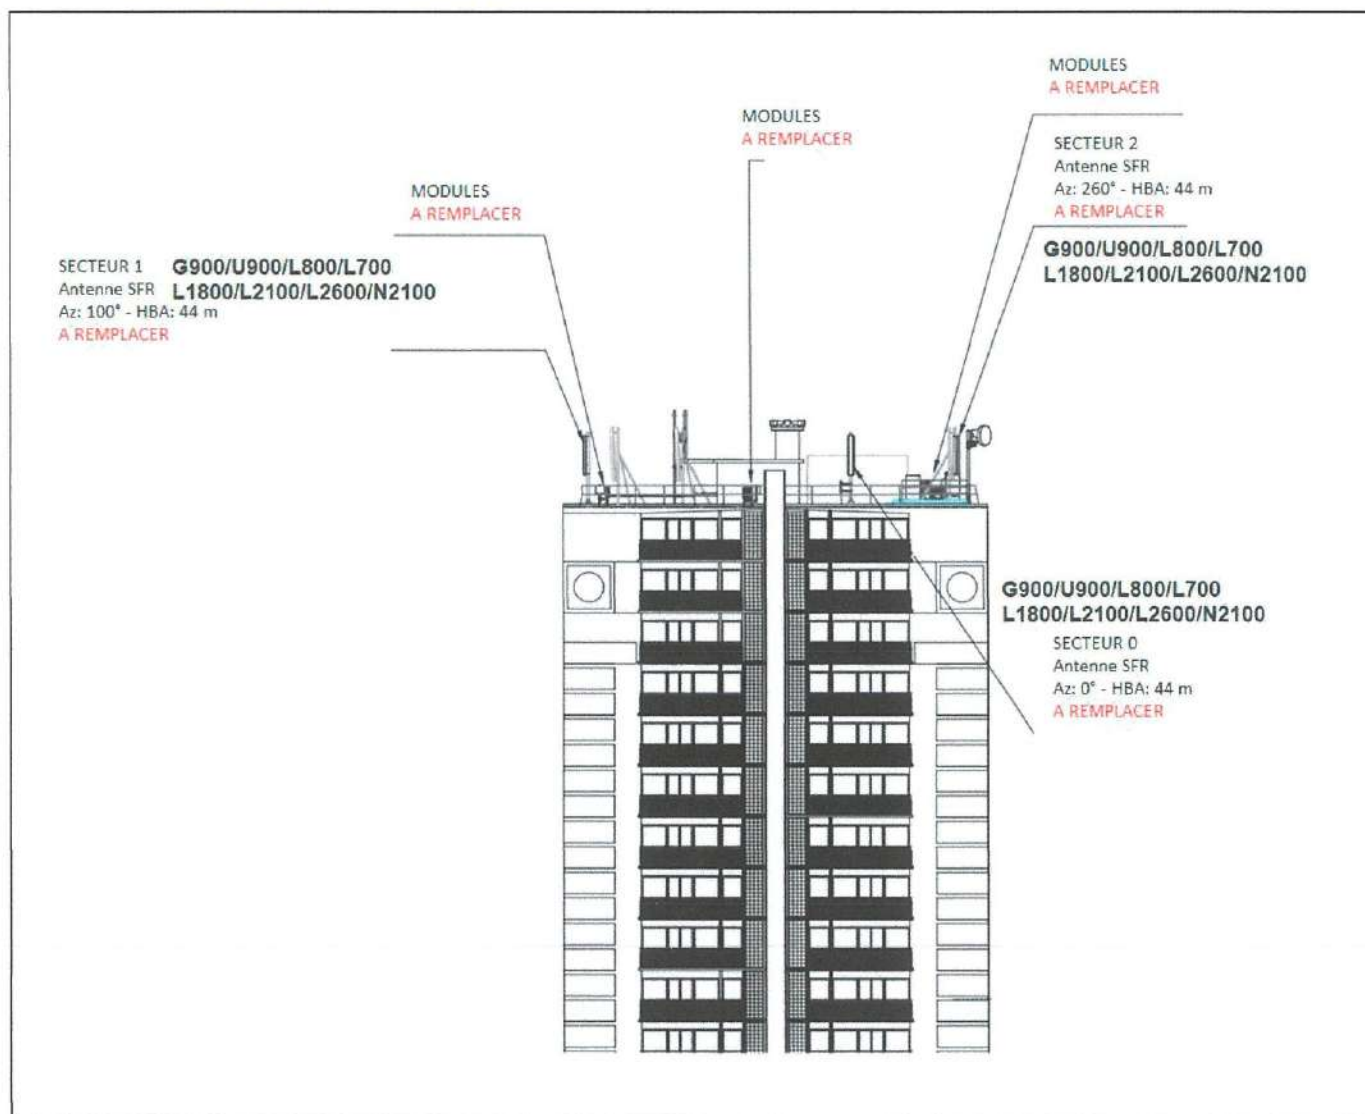 MODULES
A REMPLACER
MODULES
A REMPLACER
SECTEUR 2
Antenne SFR
Az: 260° - HBA: 44 m
A REMPLACER
G900/U900/L800/L700
L1800/L2100/L2600/N2100
MODULES
A REMPLACER
SECTEUR 1 G900/U900/L800/L700
Antenne SFR L1800/L2100/L2600/N2100
Az: 100° - HBA: 44 m
A REMPLACER
G900/U900/L800/L700
L1800/L2100/L2600/N2100
SECTEUR 0
Antenne SFR
Az: 0° - HBA: 44 m
A REMPLACER